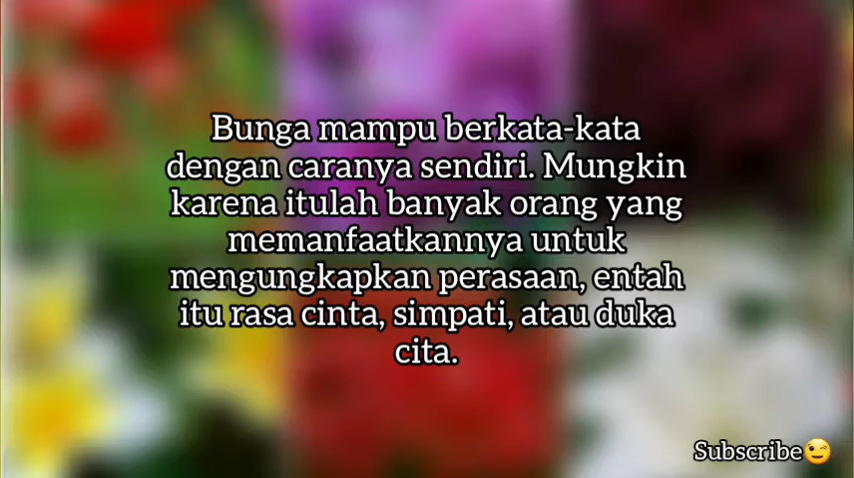 Bunga mampu berkata-kata
dengan caranya sendiri. Mungkin
karena itulah banyak orang yang
memanfaatkannya untuk
mengungkapkan perasaan, entah
itu rasa cinta, simpati, atau duka
cita.
Subscribe😉